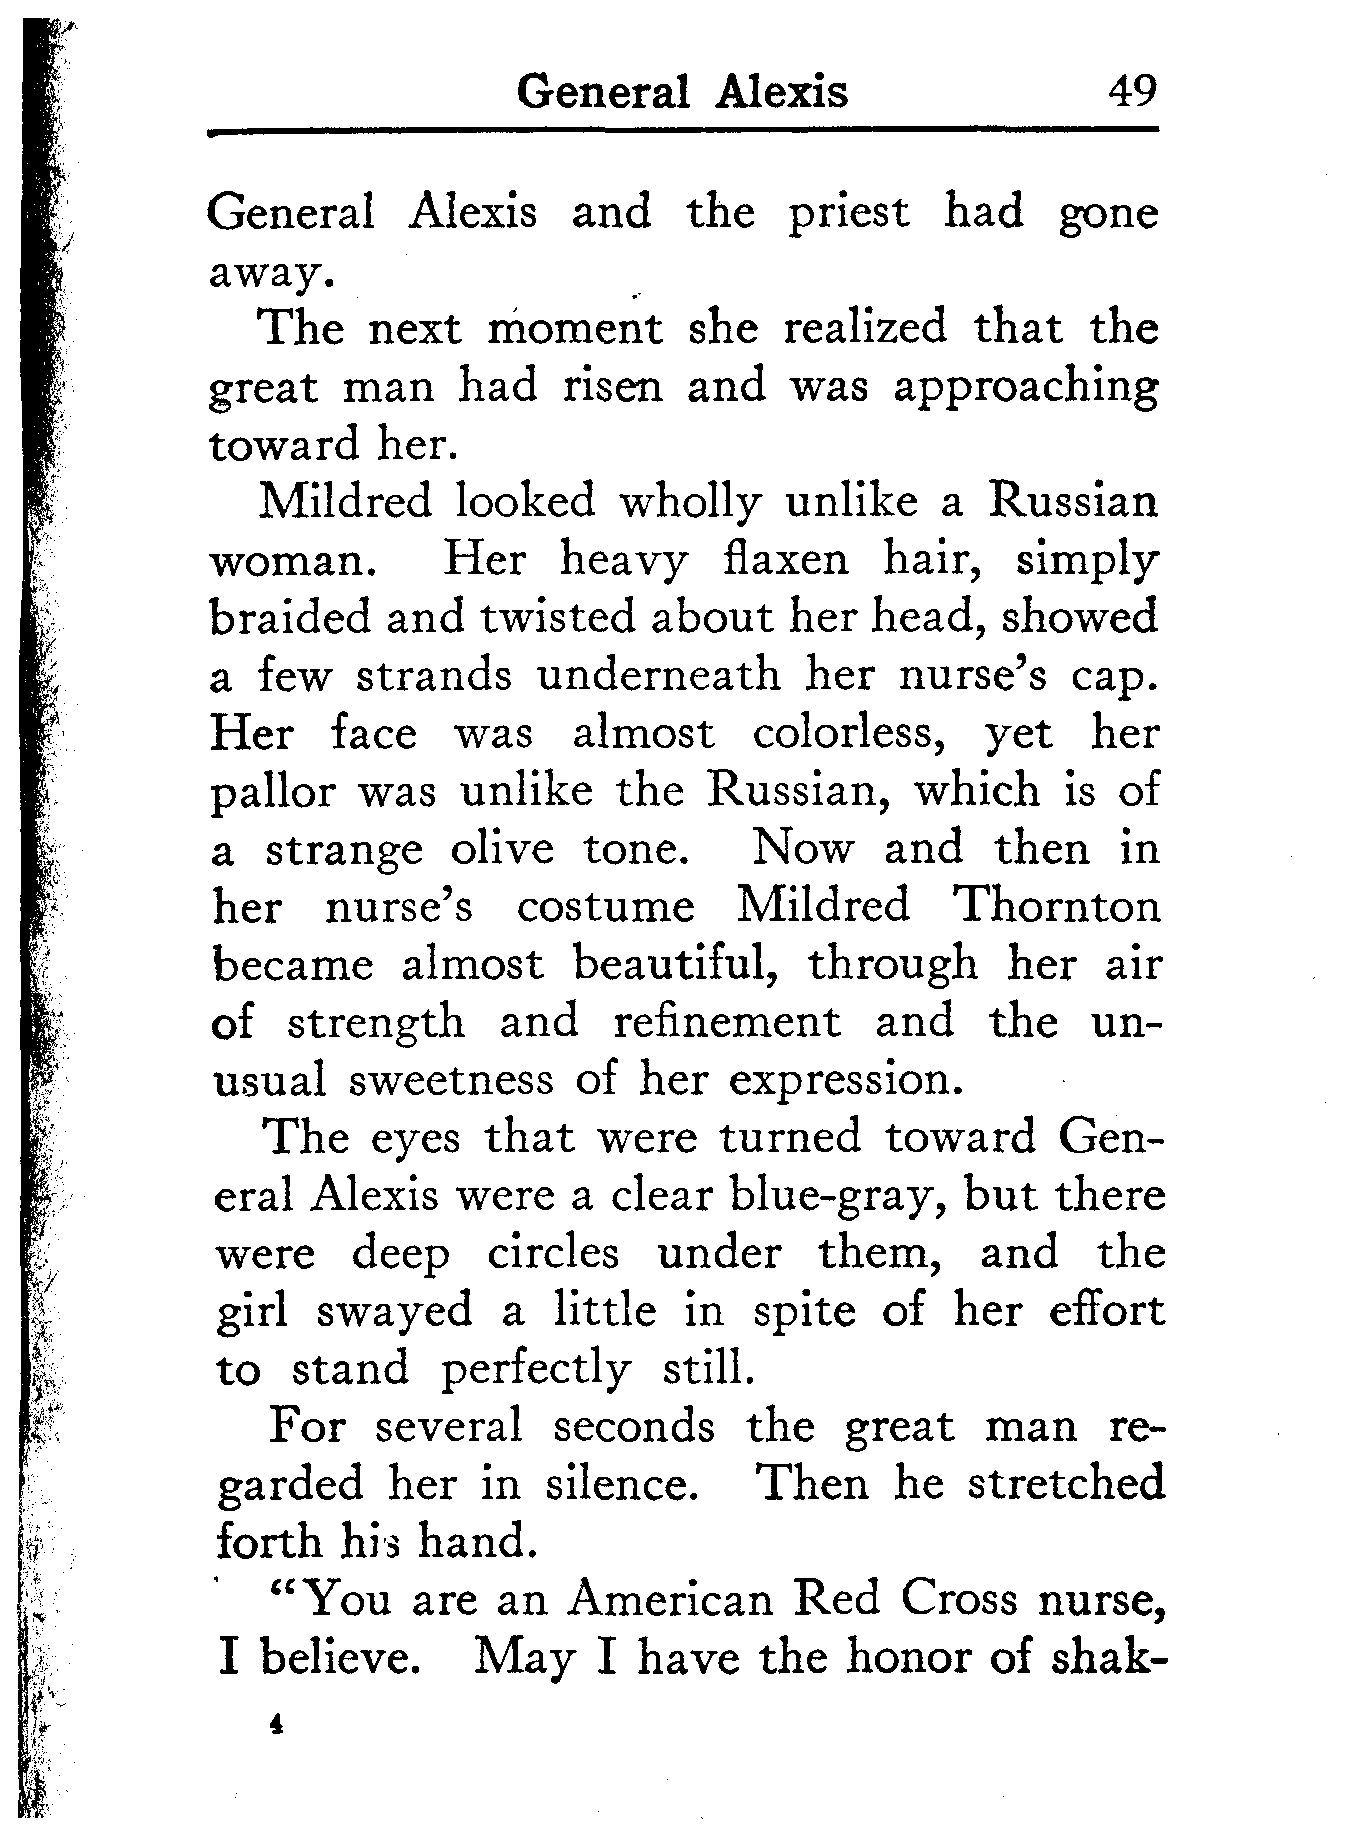 General Alexis 49
General Alexis and the priest had gone
away.
The next moment she realized that the
great man had risen and was approaching
toward her.
Mildred looked wholly unlike a Russian
woman. Her heavy flaxen hair, simply
braided and twisted about her head, showed
a few strands underneath her nurse's cap.
Her face was almost colorless, yet her
pallor was unlike the Russian, which is of
a strange olive tone. Now and then in
her nurse's costume Mildred Thornton
became almost beautiful, through her air
of strength and refinement and the un-
usual sweetness of her expression.
The eyes that were turned toward Gen-
eral Alexis were a clear blue-gray, but there
were deep circles under them, and the
girl swayed a little in spite of her effort
to stand perfectly still.
For several seconds the great man re-
garded her in silence. Then he stretched
forth his hand.
"You are an American Red Cross nurse,
I believe. May I have the honor of shak-
4